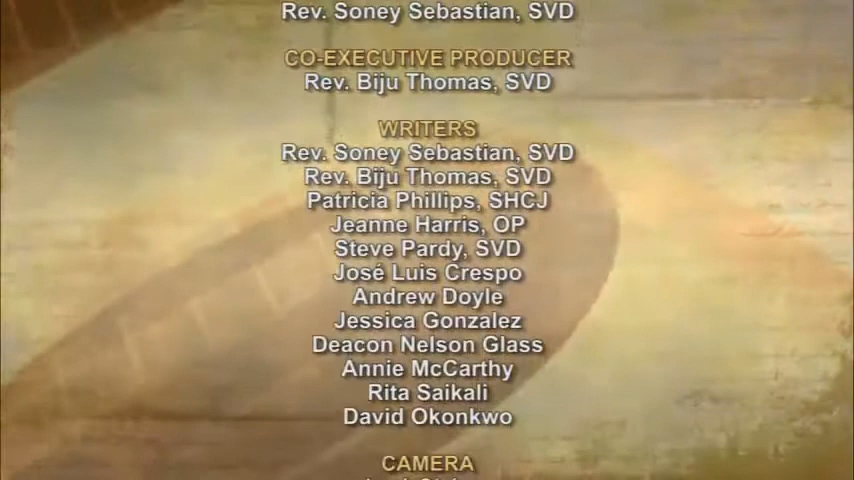 Rev. Soney Sebastian, SVD
CO-EXECUTIVE PRODUCER
Rev. Biju Thomas, SVD
WRITERS
Rev. Soney Sebastian, SVD
Rev. Biju Thomas, SVD
Patricia Phillips, SHCJ
Jeanne Harris, OP
Steve Pardy, SVD
José Luis Crespo
Andrew Doyle
Jessica Gonzalez
Deacon Nelson Glass
Annie McCarthy
Rita Saikali
David Okonkwo
CAMERA